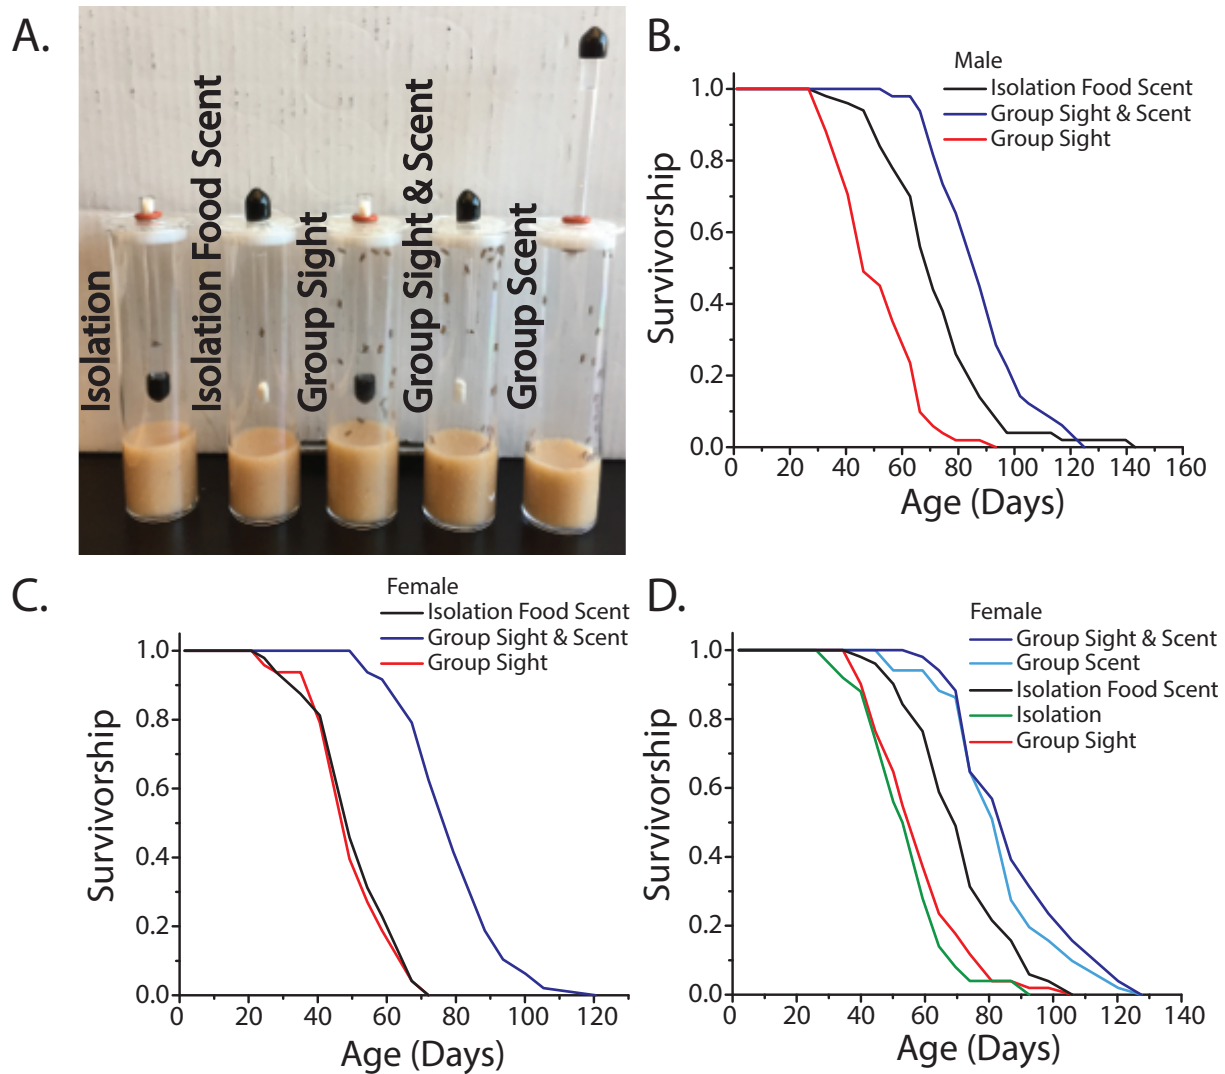 A.
Isolation
Isolation Food Scent
Group Sight
Group Sight & Scent
Group Scent
B.
Male
Isolation Food Scent
Group Sight & Scent
Group Sight
Survivorship
1.0
0.8
0.6
0.4
0.2
0.0
0 20 40 60 80 100 120 140 160
Age (Days)
C.
Female
Isolation Food Scent
Group Sight & Scent
Group Sight
Survivorship
1.0
0.8
0.6
0.4
0.2
0.0
0 20 40 60 80 100 120
Age (Days)
D.
Female
Group Sight & Scent
Group Scent
Isolation Food Scent
Isolation
Group Sight
Survivorship
1.0
0.8
0.6
0.4
0.2
0.0
0 20 40 60 80 100 120 140
Age (Days)